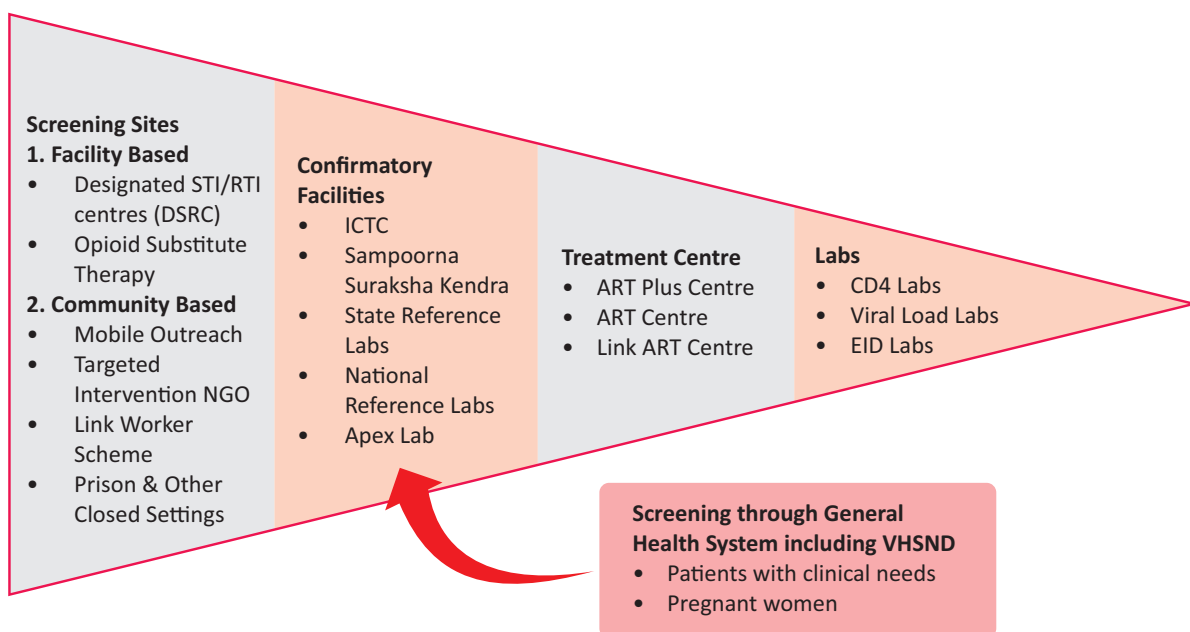 Screening Sites
1. Facility Based
• Designated STI/RTI
centres (DSRC)
• Opioid Substitute
Therapy
2. Community Based
• Mobile Outreach
• Targeted
Intervention NGO
• Link Worker
Scheme
• Prison & Other
Closed Settings
Confirmatory
Facilities
• ICTC
• Sampoorna
Suraksha Kendra
• State Reference
Labs
• National
Reference Labs
• Apex Lab
Treatment Centre
• ART Plus Centre
• ART Centre
• Link ART Centre
Labs
• CD4 Labs
• Viral Load Labs
• EID Labs
Screening through General
Health System including VHSND
• Patients with clinical needs
• Pregnant women